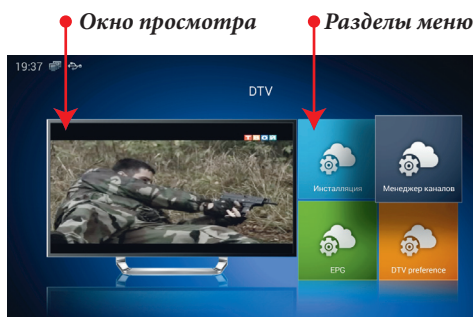 Окно просмотра
Разделы меню
19:37
DTV
Инсталляция
Менеджер каналов
EPG
DTV preference